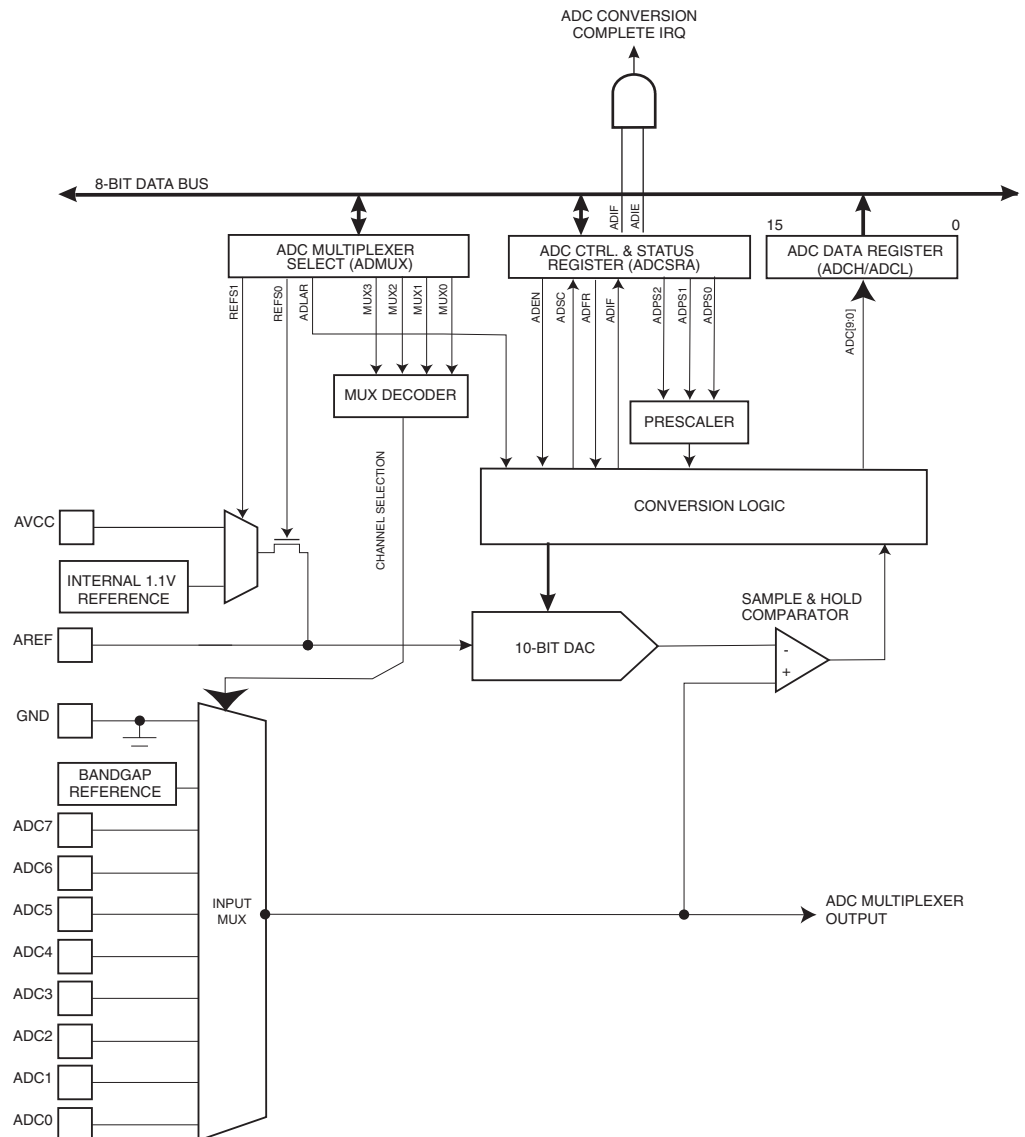 ADC CONVERSION
COMPLETE IRQ
8-BIT DATA BUS
ADIF
ADIE
15
0
ADC MULTIPLEXER
SELECT (ADMUX)
ADC CTRL. & STATUS
REGISTER (ADCSRA)
ADC DATA REGISTER
(ADCH/ADCL)
REFS1
REFS0
ADLAR
MUX3
MUX2
MUX1
MUX0
ADEN
ADSC
ADFR
ADIF
ADPS2
ADPS1
ADPS0
ADC[9:0]
MUX DECODER
PRESCALER
CHANNEL SELECTION
CONVERSION LOGIC
AVCC
INTERNAL 1.1V
REFERENCE
SAMPLE & HOLD
COMPARATOR
AREF
10-BIT DAC
-
+
GND
BANDGAP
REFERENCE
ADC7
ADC6
ADC5
INPUT
MUX
ADC MULTIPLEXER
OUTPUT
ADC4
ADC3
ADC2
ADC1
ADC0